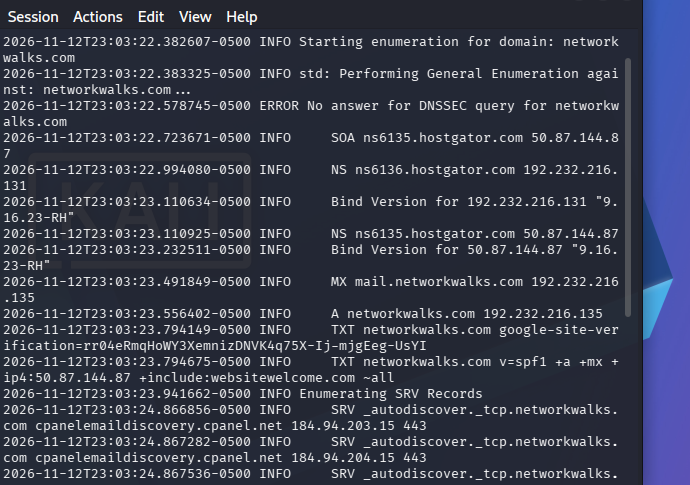 Session Actions Edit View Help
2026-11-12T23:03:22.382607-0500 INFO Starting enumeration for domain: network
walks.com
2026-11-12T23:03:22.383325-0500 INFO std: Performing General Enumeration agai
nst: networkwalks.com...
2026-11-12T23:03:22.578745-0500 ERROR No answer for DNSSEC query for networkw
alks.com
2026-11-12T23:03:22.723671-0500 INFO     SOA ns6135.hostgator.com 50.87.144.8
7
2026-11-12T23:03:22.994080-0500 INFO     NS ns6136.hostgator.com 192.232.216.
131
2026-11-12T23:03:23.110634-0500 INFO     Bind Version for 192.232.216.131 "9.
16.23-RH"
2026-11-12T23:03:23.110925-0500 INFO     NS ns6135.hostgator.com 50.87.144.87
2026-11-12T23:03:23.232511-0500 INFO     Bind Version for 50.87.144.87 "9.16.
23-RH"
2026-11-12T23:03:23.491849-0500 INFO     MX mail.networkwalks.com 192.232.216
.135
2026-11-12T23:03:23.556402-0500 INFO     A networkwalks.com 192.232.216.135
2026-11-12T23:03:23.794149-0500 INFO     TXT networkwalks.com google-site-ver
ification=rr04eRmqHoWY3XemnizDNVK4q75X-Ij-mjgEeg-UsYI
2026-11-12T23:03:23.794675-0500 INFO     TXT networkwalks.com v=spf1 +a +mx +
ip4:50.87.144.87 +include:websitewelcome.com ~all
2026-11-12T23:03:23.941662-0500 INFO Enumerating SRV Records
2026-11-12T23:03:24.866856-0500 INFO     SRV _autodiscover._tcp.networkwalks.
com cpanelemaildiscovery.cpanel.net 184.94.203.15 443
2026-11-12T23:03:24.867282-0500 INFO     SRV _autodiscover._tcp.networkwalks.
com cpanelemaildiscovery.cpanel.net 184.94.204.15 443
2026-11-12T23:03:24.867536-0500 INFO     SRV _autodiscover._tcp.networkwalks.
KALI